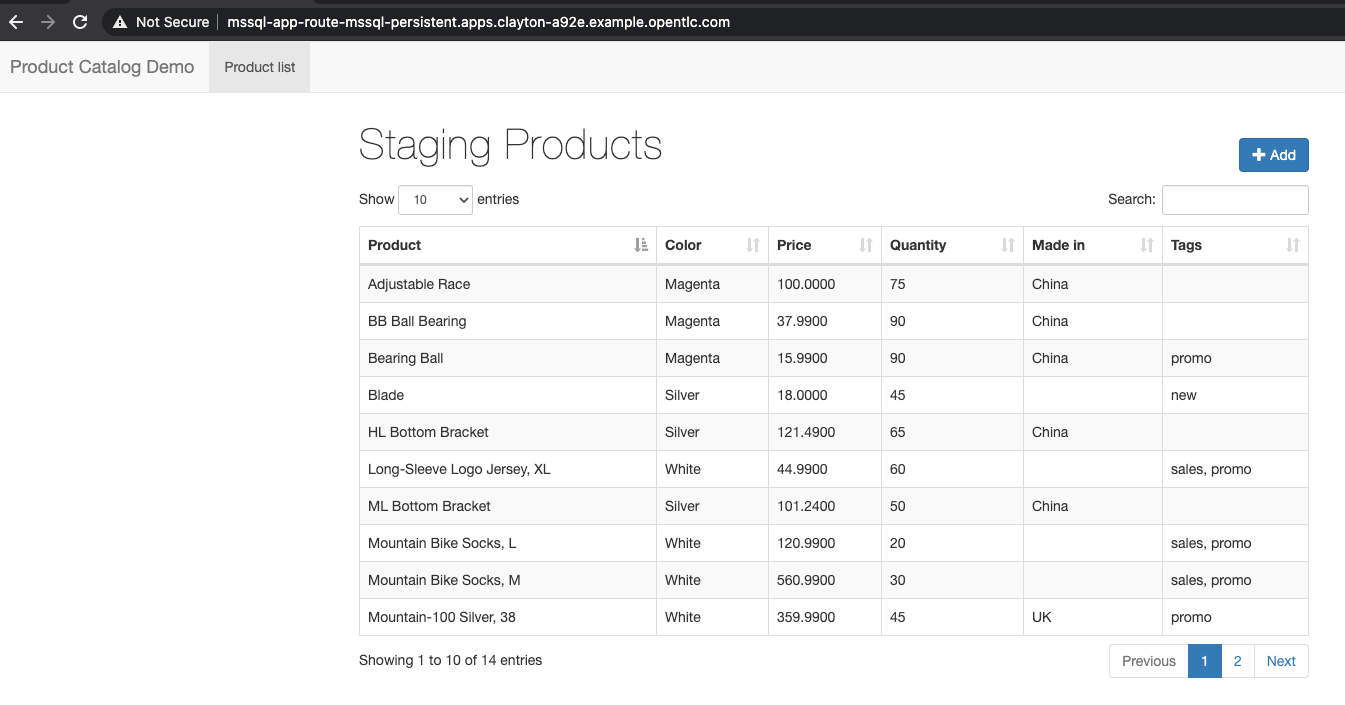 Not Secure mssql-app-route-mssql-persistent.apps.clayton-a92e.example.opentlc.com
Product Catalog Demo Product list
Staging Products
Add
Show 10 entries Search:
Product Color Price Quantity Made in Tags
Adjustable Race Magenta 100.0000 75 China
BB Ball Bearing Magenta 37.9900 90 China
Bearing Ball Magenta 15.9900 90 China promo
Blade Silver 18.0000 45 new
HL Bottom Bracket Silver 121.4900 65 China
Long-Sleeve Logo Jersey, XL White 44.9900 60 sales, promo
ML Bottom Bracket Silver 101.2400 50 China
Mountain Bike Socks, L White 120.9900 20 sales, promo
Mountain Bike Socks, M White 560.9900 30 sales, promo
Mountain-100 Silver, 38 White 359.9900 45 UK promo
Showing 1 to 10 of 14 entries Previous 1 2 Next